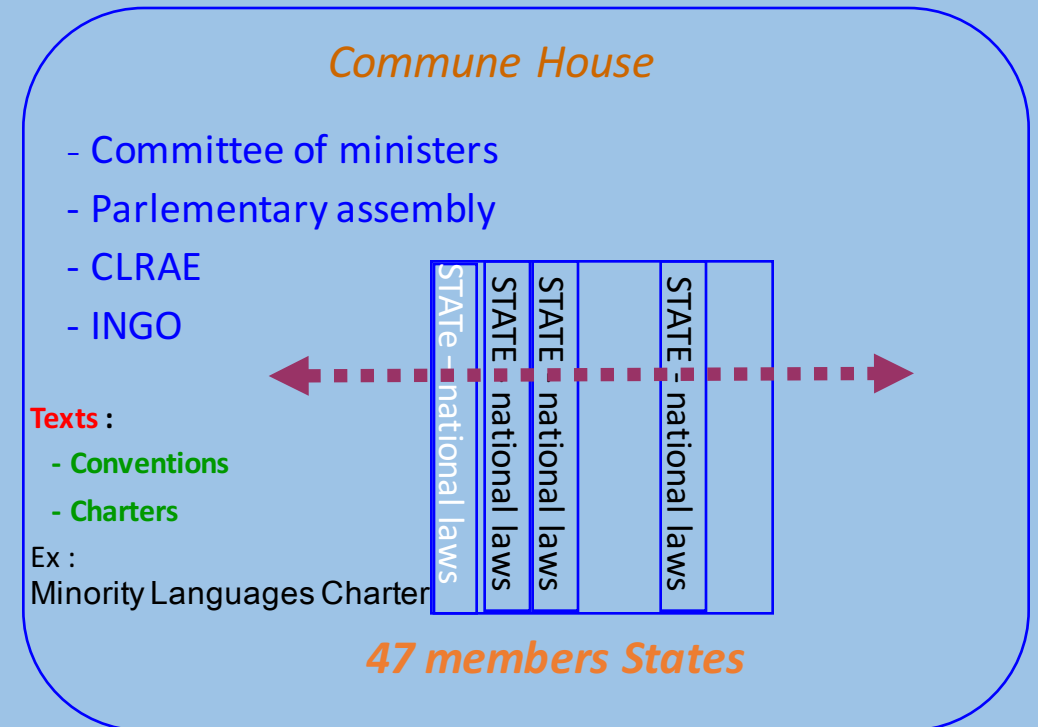 Commune House
- Committee of ministers
- Parlementary assembly
- CLRAE
- INGO
STATe - national laws
STATE - national laws
STATE - national laws
STATE - national laws
Texts :
- Conventions
- Charters
Ex :
Minority Languages Charter
47 members States